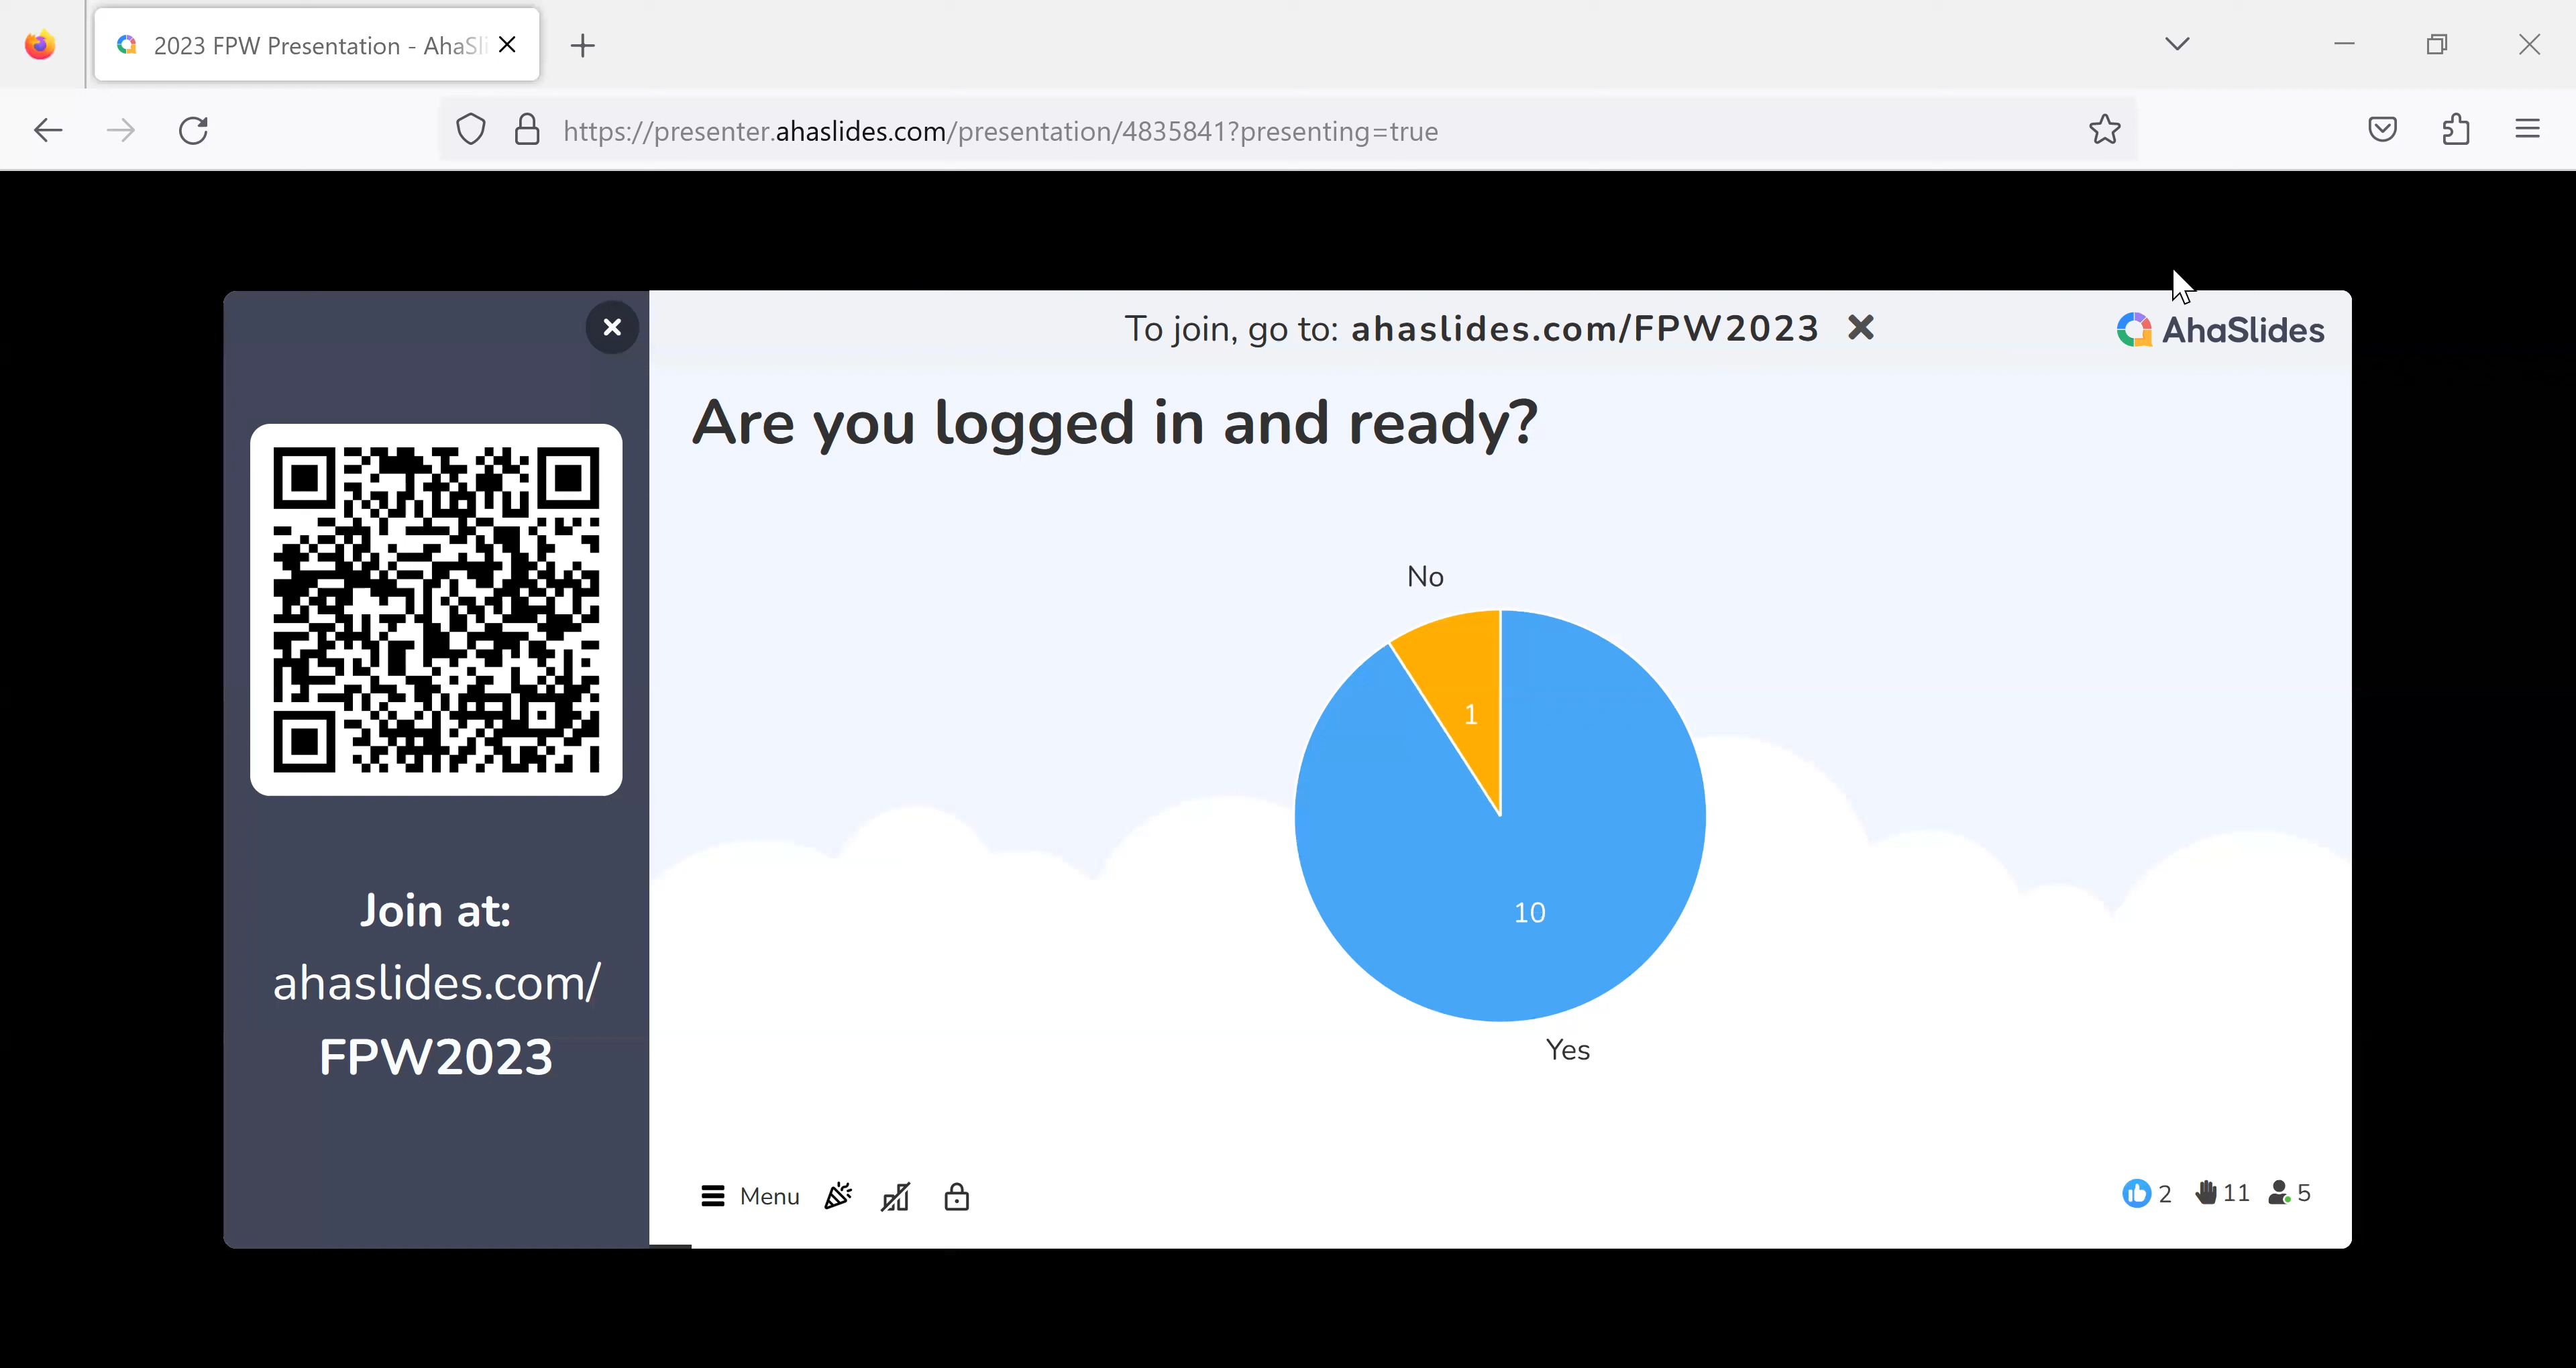 2023 FPW Presentation - AhaSli
https://presenter.ahaslides.com/presentation/4835841?presenting=true
To join, go to: ahaslides.com/FPW2023
AhaSlides
Are you logged in and ready?
No
1
10
Yes
Join at:
ahaslides.com/
FPW2023
Menu
2 11 5